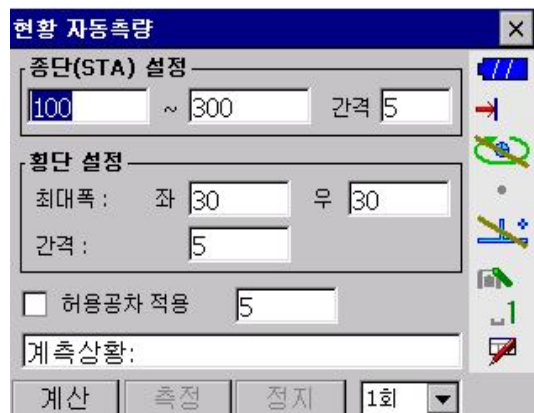 현황 자동측량
종단(STA) 설정
100 ~ 300 간격 5
횡단 설정
최대폭 : 좌 30 우 30
간격 : 5
허용공차 적용 5
계측상황:
계산 측정 정지 1회
1